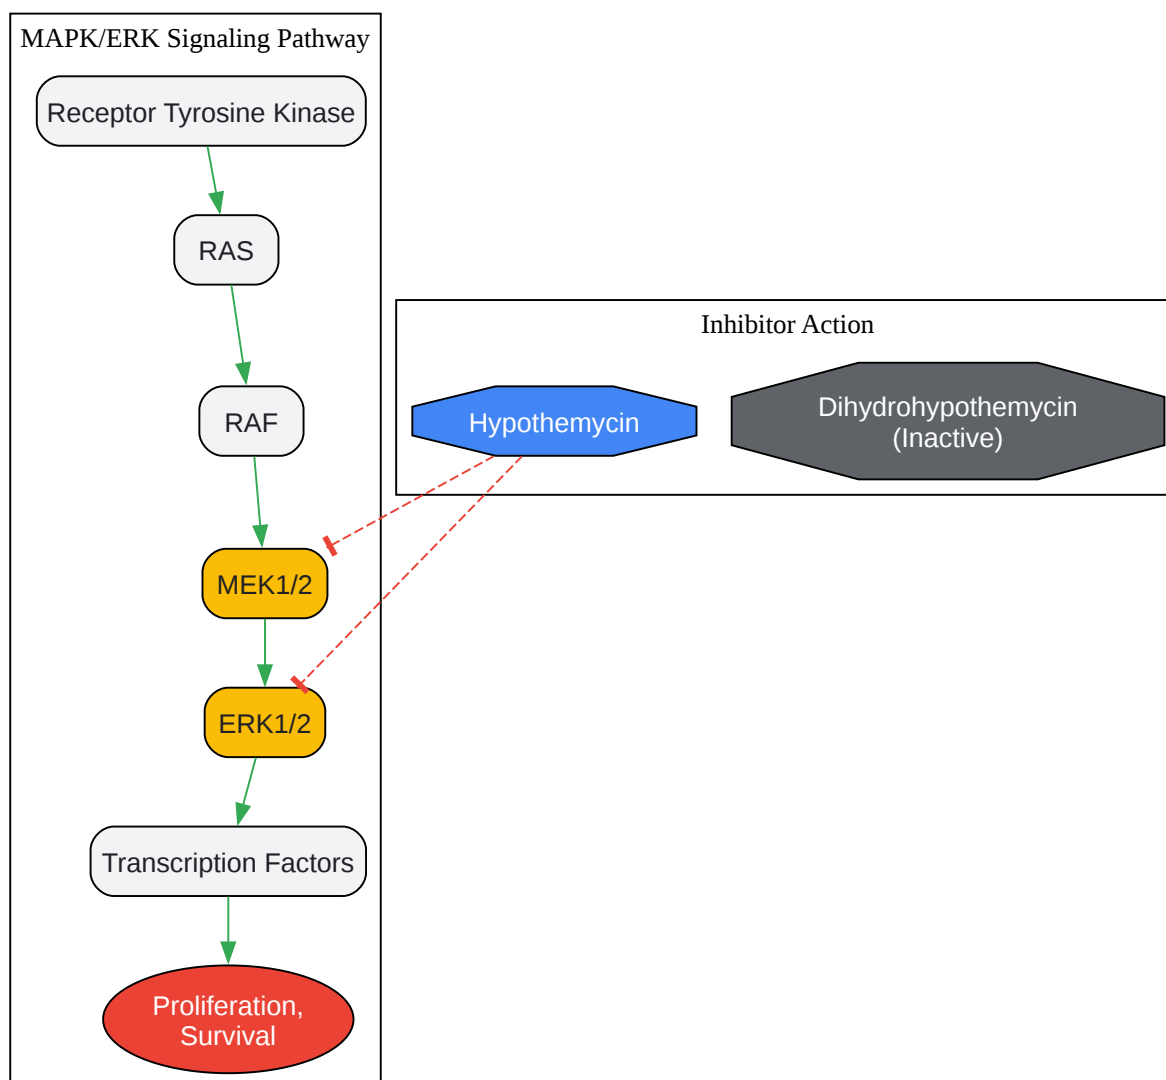 MAPK/ERK Signaling Pathway
Receptor Tyrosine Kinase
RAS
RAF
MEK1/2
ERK1/2
Transcription Factors
Proliferation,
Survival
Inhibitor Action
Hypothemycin
Dihydrohypothemycin
(Inactive)